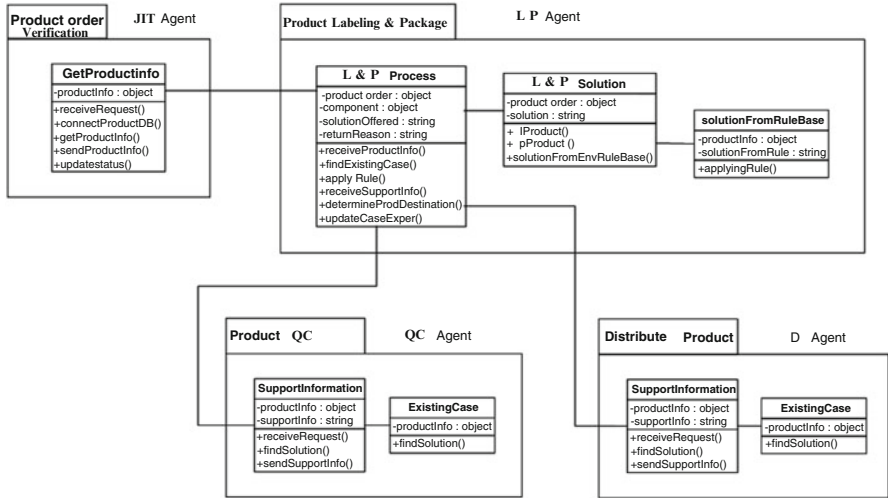 Product order
Verification
JIT Agent
GetProductinfo
-productInfo : object
+receiveRequest()
+connectProductDB()
+getProductInfo()
+sendProductInfo()
+updatestatus()
Product Labeling & Package
L P Agent
L & P Process
-product order : object
-component : object
-solutionOffered : string
-returnReason : string
+receiveProductInfo()
+findExistingCase()
+apply Rule()
+receiveSupportInfo()
+determineProdDestination()
+updateCaseExper()
L & P Solution
-product order : object
-solution : string
+ lProduct()
+ pProduct ()
+solutionFromEnvRuleBase()
solutionFromRuleBase
-productInfo : object
-solutionFromRule : string
+applyingRule()
Product QC
QC Agent
SupportInformation
-productInfo : object
-supportInfo : string
+receiveRequest()
+findSolution()
+sendSupportInfo()
ExistingCase
-productInfo : object
+findSolution()
Distribute Product
D Agent
SupportInformation
-productInfo : object
-supportInfo : string
+receiveRequest()
+findSolution()
+sendSupportInfo()
ExistingCase
-productInfo : object
+findSolution()